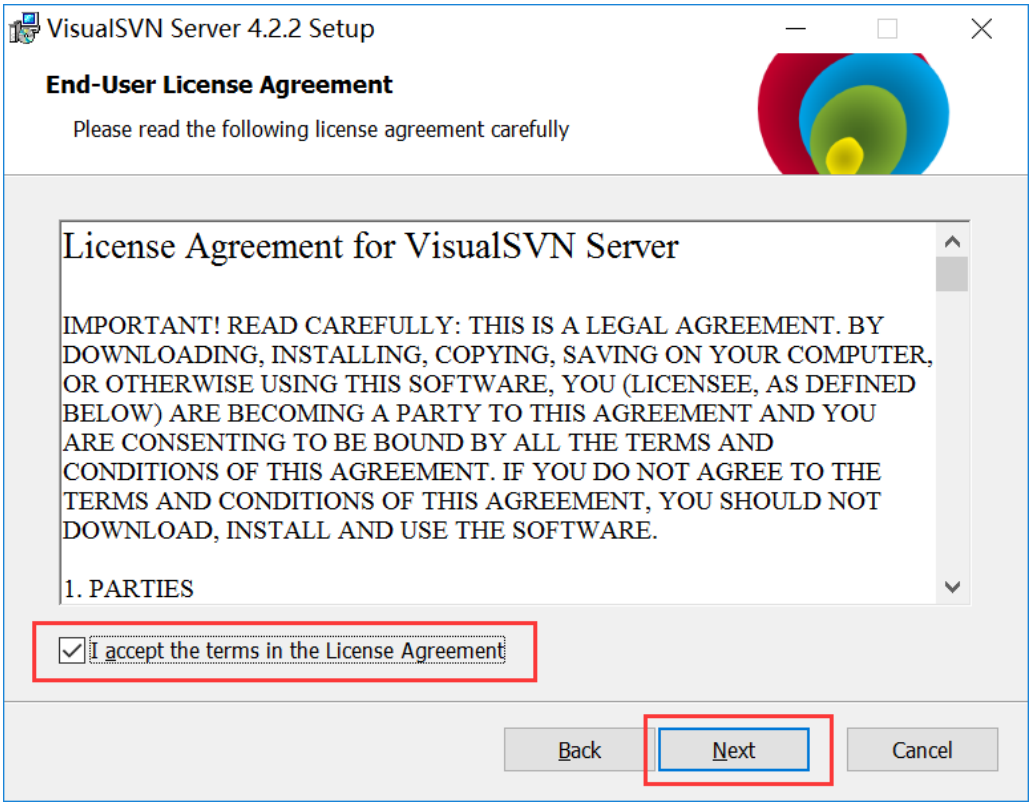 VisualSVN Server 4.2.2 Setup
End-User License Agreement
Please read the following license agreement carefully
License Agreement for VisualSVN Server
IMPORTANT! READ CAREFULLY: THIS IS A LEGAL AGREEMENT. BY
DOWNLOADING, INSTALLING, COPYING, SAVING ON YOUR COMPUTER,
OR OTHERWISE USING THIS SOFTWARE, YOU (LICENSEE, AS DEFINED
BELOW) ARE BECOMING A PARTY TO THIS AGREEMENT AND YOU
ARE CONSENTING TO BE BOUND BY ALL THE TERMS AND
CONDITIONS OF THIS AGREEMENT. IF YOU DO NOT AGREE TO THE
TERMS AND CONDITIONS OF THIS AGREEMENT, YOU SHOULD NOT
DOWNLOAD, INSTALL AND USE THE SOFTWARE.
1. PARTIES
I accept the terms in the License Agreement
Back Next Cancel